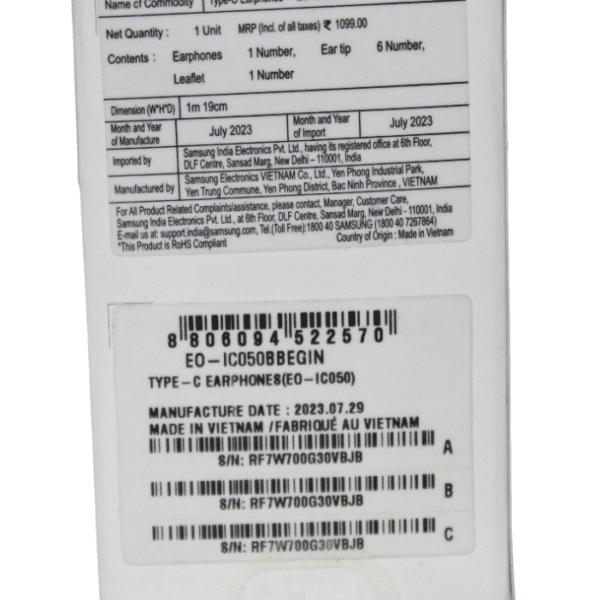 Name of Commodity Type-C Earphones
Net Quantity : 1 Unit MRP (Incl. of all taxes) ₹ 1099.00
Contents : Earphones 1 Number, Ear tip 6 Number,
Leaflet 1 Number
Dimension (W*H*D) 1m 19cm
Month and Year of Manufacture July 2023 Month and Year of Import July 2023
Imported by Samsung India Electronics Pvt. Ltd., having its registered office at 6th Floor,
DLF Centre, Sansad Marg, New Delhi – 110001, India
Manufactured by Samsung Electronics VIETNAM Co., Ltd., Yen Phong Industrial Park,
Yen Trung Commune, Yen Phong District, Bac Ninh Province , VIETNAM
For All Product Related Complaints/assistance, please contact, Manager, Customer Care,
Samsung India Electronics Pvt. Ltd., at 6th Floor, DLF Centre, Sansad Marg, New Delhi - 110001, India
E-mail us at: support.india@samsung.com, Tel.(Toll Free):1800 40 SAMSUNG (1800 40 7267864)
*This Product is RoHS Compliant Country of Origin : Made in Vietnam
8 806094 522570
EO-IC050BBEGIN
TYPE-C EARPHONES(EO-IC050)
MANUFACTURE DATE : 2023.07.29
MADE IN VIETNAM /FABRIQUÉ AU VIETNAM
S/N: RF7W700G30VBJB A
S/N: RF7W700G30VBJB B
S/N: RF7W700G30VBJB C